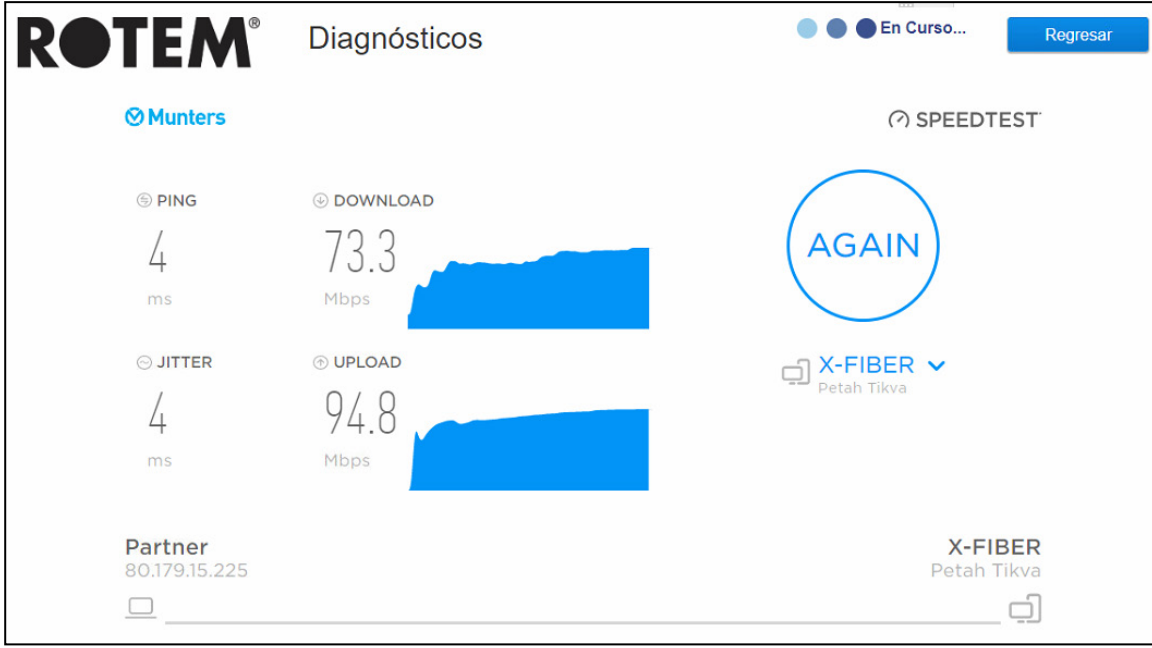 ROTEM®
Diagnósticos
En Curso...
Regresar
Munters
SPEEDTEST
PING
4
ms
DOWNLOAD
73.3
Mbps
AGAIN
JITTER
4
ms
UPLOAD
94.8
Mbps
X-FIBER
Petah Tikva
Partner
80.179.15.225
X-FIBER
Petah Tikva